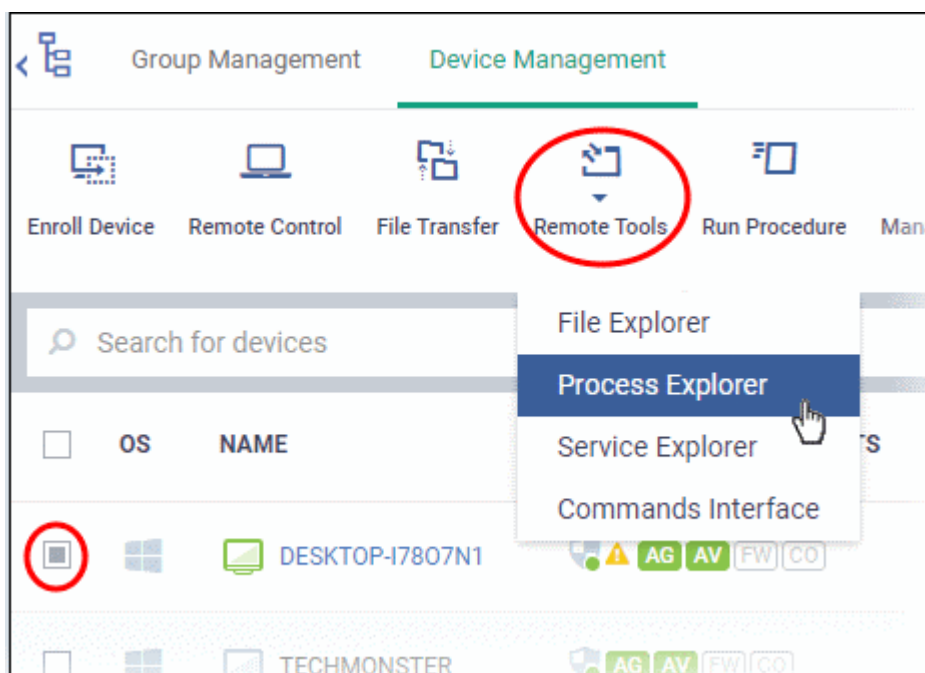 Group Management Device Management
Enroll Device Remote Control File Transfer Remote Tools Run Procedure Man
Search for devices
File Explorer
Process Explorer
Service Explorer
Commands Interface
OS NAME TS
DESKTOP-I78O7N1 AG AV FW CO
TECHMONSTER AG AV FW CO